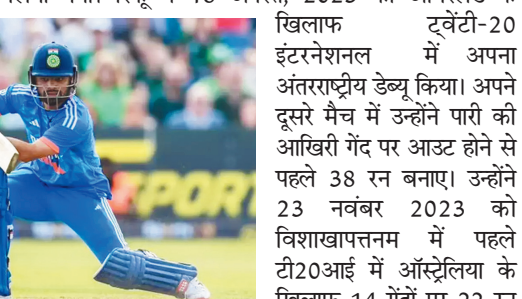 खिलाफ ट्वेंटी-20
इंटरनेशनल में अपना
अंतरराष्ट्रीय डेब्यू किया। अपने
दूसरे मैच में उन्होंने पारी की
आखिरी गेंद पर आउट होने से
पहले 38 रन बनाए। उन्होंने
23 नवंबर 2023 को
विशाखापत्तनम में पहले
टी20आई में ऑस्ट्रेलिया के